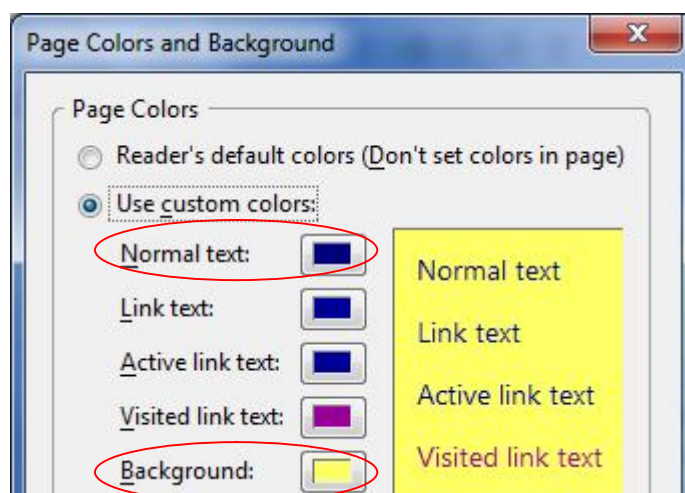 Page Colors and Background
Page Colors
Reader's default colors (Don't set colors in page)
Use custom colors:
Normal text:
Link text:
Active link text:
Visited link text:
Background:
Normal text
Link text
Active link text
Visited link text